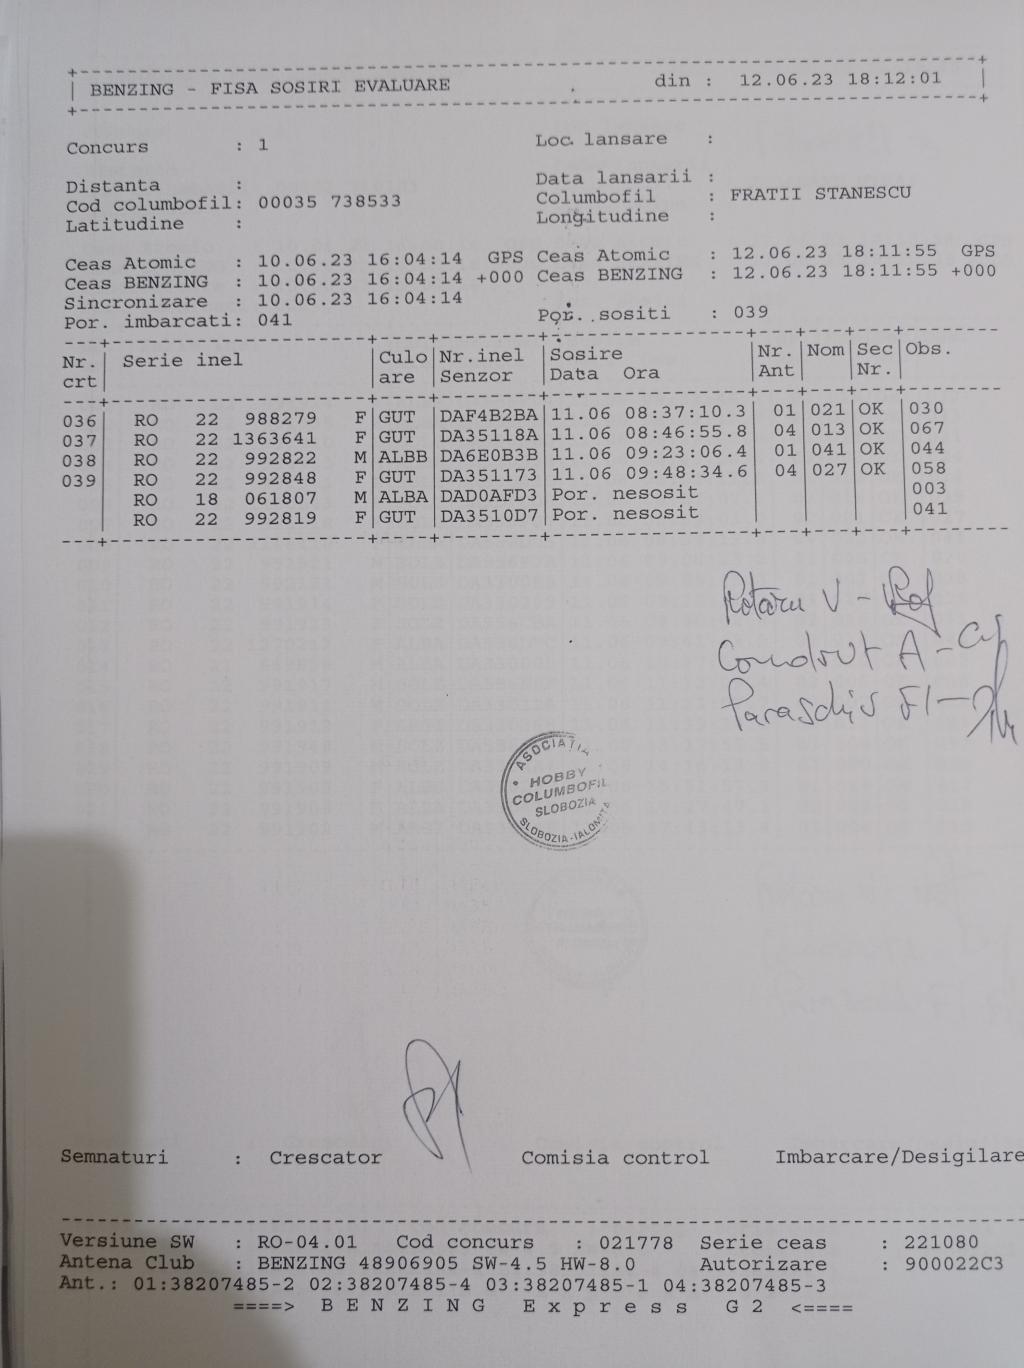 BENZING - FISA SOSIRI EVALUARE din : 12.06.23 18:12:01
Concurs : 1 Loc. lansare :
Distanta : Data lansarii :
Cod columbofil: 00035 738533 Columbofil : FRATII STANESCU
Latitudine : Longitudine :
Ceas Atomic : 10.06.23 16:04:14 GPS Ceas Atomic : 12.06.23 18:11:55 GPS
Ceas BENZING : 10.06.23 16:04:14 +000 Ceas BENZING : 12.06.23 18:11:55 +000
Sincronizare : 10.06.23 16:04:14
Por. imbarcati: 041 Por. sositi : 039
Nr. Serie inel Culo Nr.inel Sosire Nr. Nom Sec Obs.
crt are Senzor Data Ora Ant Nr.
036 RO 22 988279 F GUT DAF4B2BA 11.06 08:37:10.3 01 021 OK 030
037 RO 22 1363641 F GUT DA35118A 11.06 08:46:55.8 04 013 OK 067
038 RO 22 992822 M ALBB DA6E0B3B 11.06 09:23:06.4 01 041 OK 044
039 RO 22 992848 F GUT DA351173 11.06 09:48:34.6 04 027 OK 058
RO 18 061807 M ALBA DAD0AFD3 Por. nesosit 003
RO 22 992819 F GUT DA3510D7 Por. nesosit 041
Rotaru V -
Condrut A -
Paraschiv Fl -
ASOCIAȚIA
HOBBY
COLUMBOFIL
SLOBOZIA
SLOBOZIA-IALOMIȚA
Semnaturi : Crescator Comisia control Imbarcare/Desigilare
Versiune SW : RO-04.01 Cod concurs : 021778 Serie ceas : 221080
Antena Club : BENZING 48906905 SW-4.5 HW-8.0 Autorizare : 900022C3
Ant.: 01:38207485-2 02:38207485-4 03:38207485-1 04:38207485-3
====> B E N Z I N G E x p r e s s G 2 <====